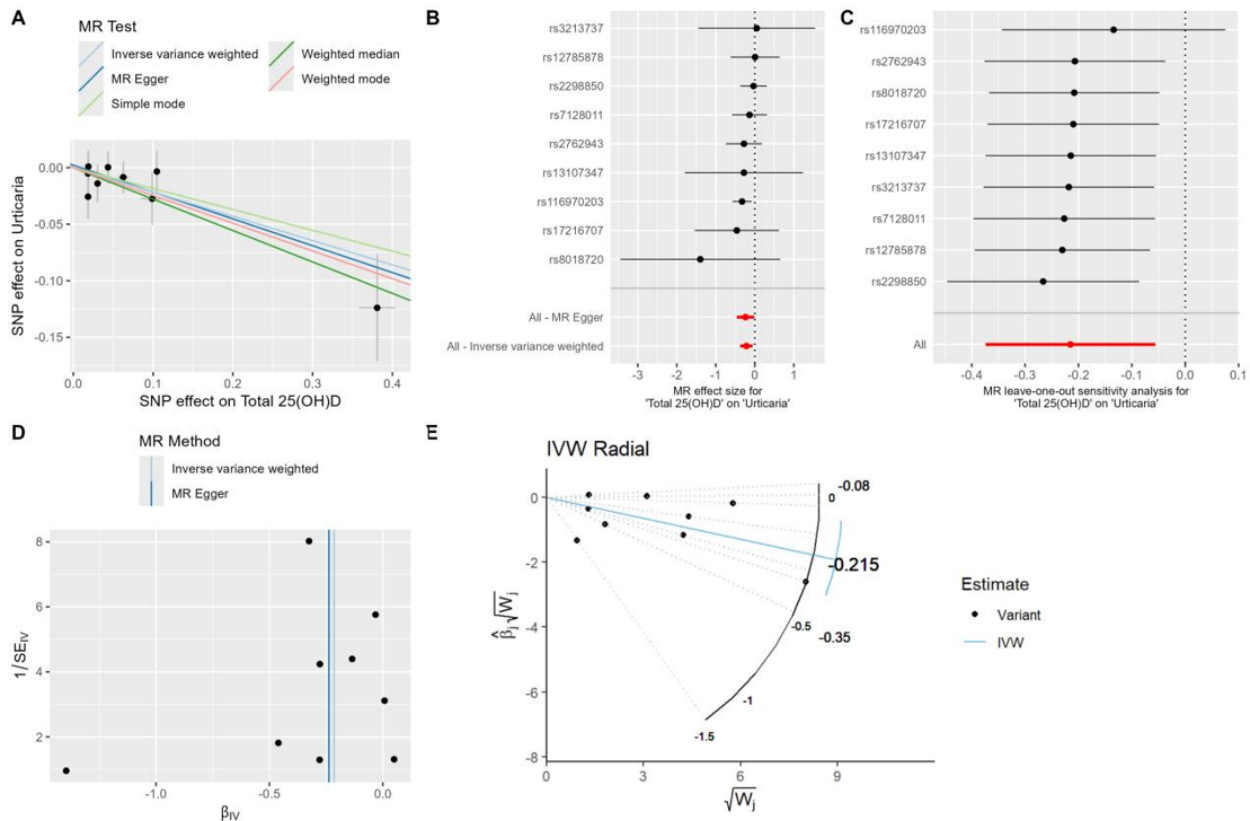 A
MR Test
Inverse variance weighted
Weighted median
MR Egger
Weighted mode
Simple mode
SNP effect on Urticaria
0.00
-0.05
-0.10
-0.15
0.0
0.1
0.2
0.3
0.4
SNP effect on Total 25(OH)D
B
rs3213737
rs12785878
rs2298850
rs7128011
rs2762943
rs13107347
rs116970203
rs17216707
rs8018720
All - MR Egger
All - Inverse variance weighted
-3
-2
-1
0
1
MR effect size for
'Total 25(OH)D' on 'Urticaria'
C
rs116970203
rs2762943
rs8018720
rs17216707
rs13107347
rs3213737
rs7128011
rs12785878
rs2298850
All
-0.4
-0.3
-0.2
-0.1
0.0
0.1
MR leave-one-out sensitivity analysis for
'Total 25(OH)D' on 'Urticaria'
D
MR Method
Inverse variance weighted
MR Egger
1/SE_IV
8
6
4
2
-1.0
-0.5
0.0
β_IV
E
IVW Radial
β̂_j√W_j
0
-2
-4
-6
-8
0
3
6
9
√W_j
-0.08
0
-0.215
-0.5
-0.35
-1
-1.5
Estimate
Variant
IVW